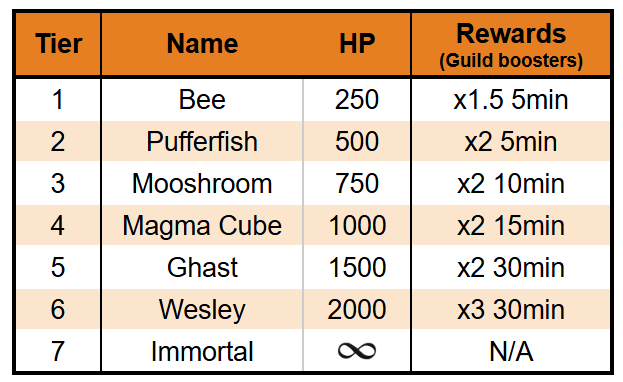 Tier Name HP Rewards
(Guild boosters)
1 Bee 250 x1.5 5min
2 Pufferfish 500 x2 5min
3 Mooshroom 750 x2 10min
4 Magma Cube 1000 x2 15min
5 Ghast 1500 x2 30min
6 Wesley 2000 x3 30min
7 Immortal ∞ N/A